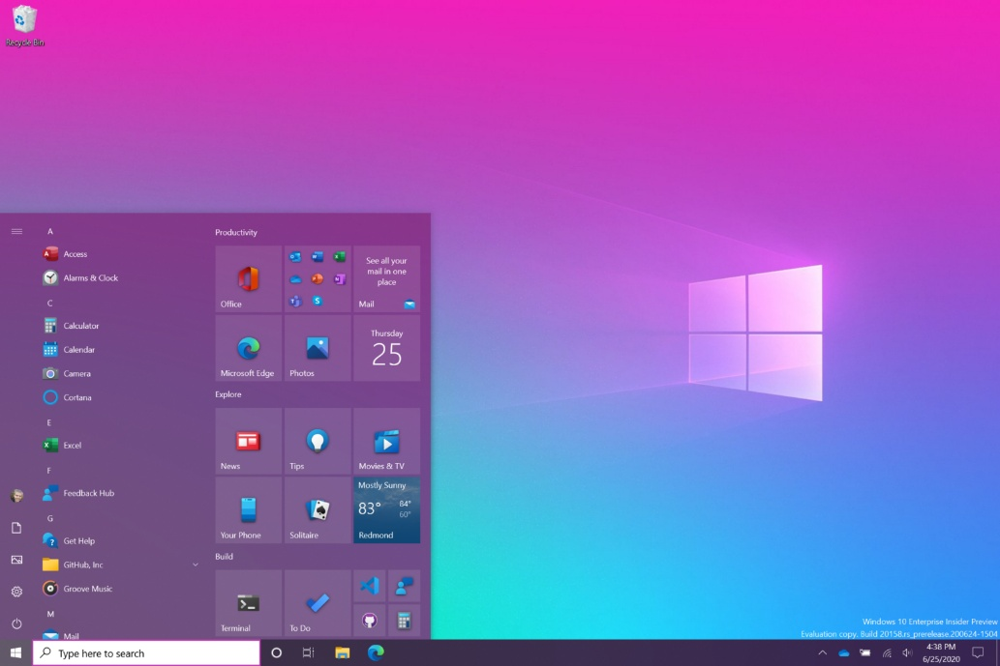 Recycle Bin
A
Access
Alarms & Clock
C
Calculator
Calendar
Camera
Cortana
E
Excel
F
Feedback Hub
G
Get Help
GitHub, Inc
Groove Music
M
Mail
Productivity
Office
See all your
mail in one
place
Mail
Microsoft Edge
Photos
Thursday
25
Explore
News
Tips
Movies & TV
Your Phone
Solitaire
Mostly Sunny
83°
84°
60°
Redmond
Build
Terminal
To Do
Windows 10 Enterprise Insider Preview
Evaluation copy. Build 20158.rs_prerelease.200624-1504
Type here to search
4:38 PM
6/25/2020